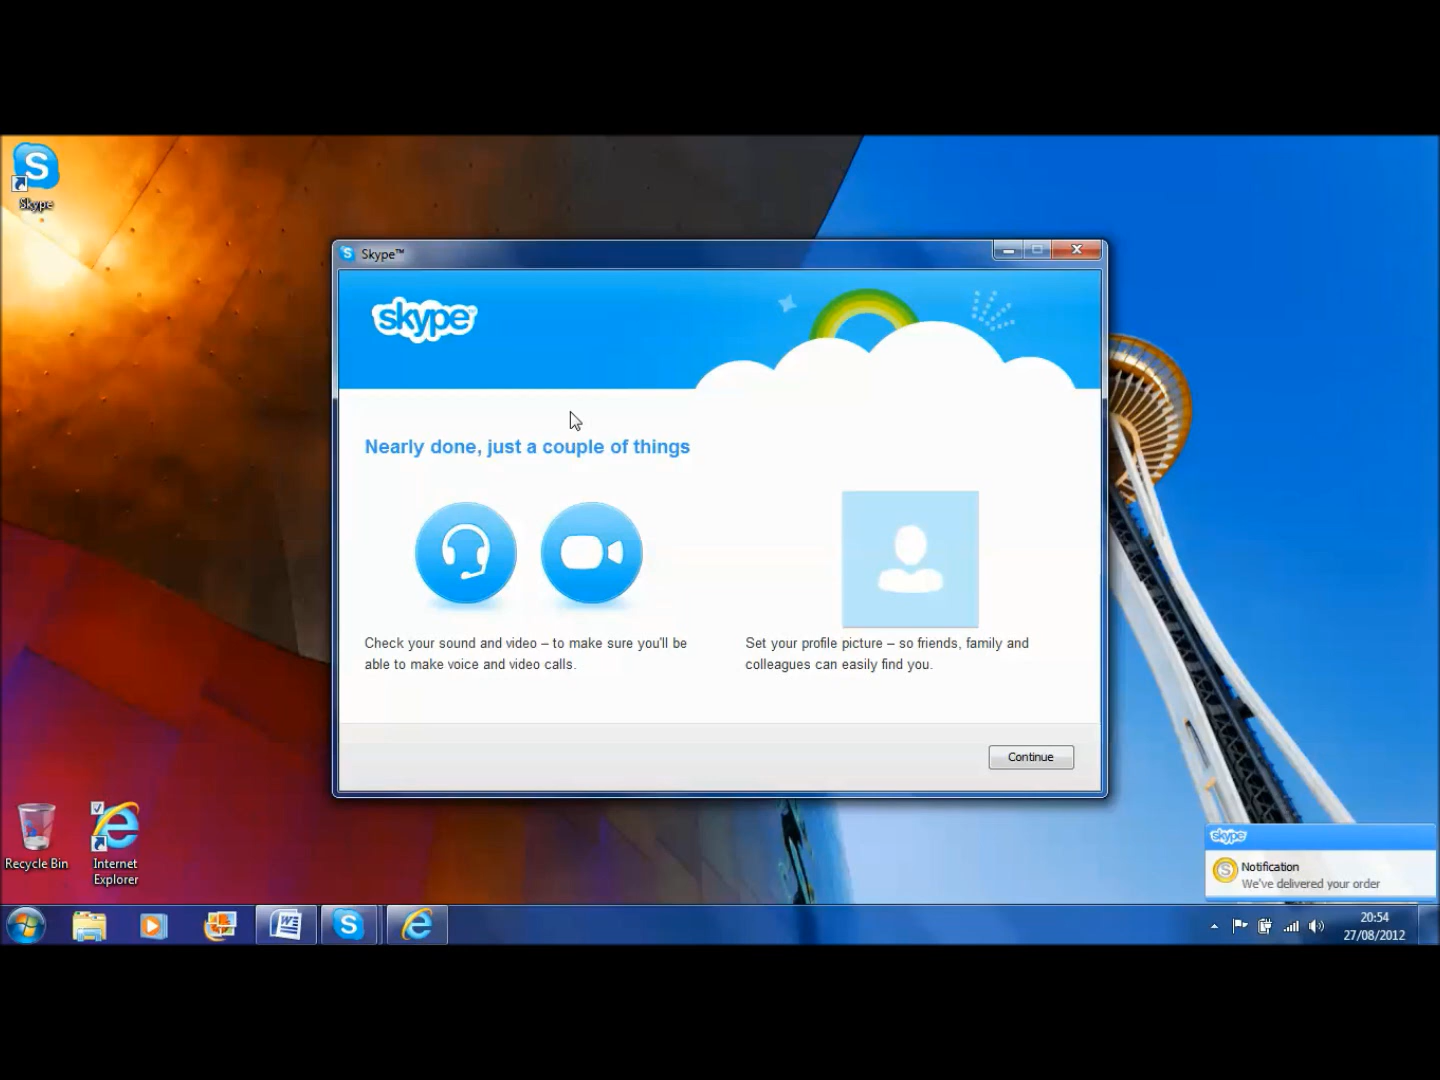 Skype
Skype™
skype
Nearly done, just a couple of things
Check your sound and video – to make sure you'll be
able to make voice and video calls.
Set your profile picture – so friends, family and
colleagues can easily find you.
Continue
Recycle Bin
Internet
Explorer
skype
Notification
We've delivered your order
20:54
27/08/2012